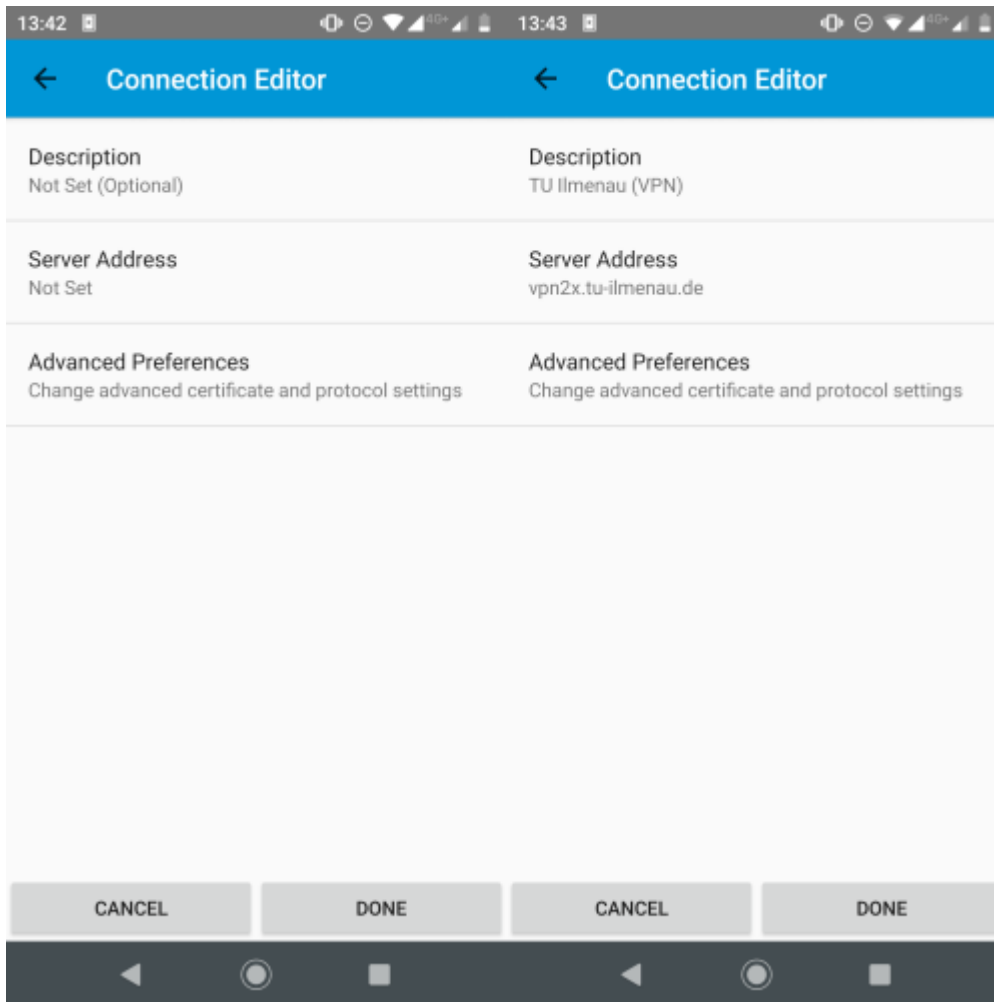 13:42
4G+
Connection Editor
Description
Not Set (Optional)
Server Address
Not Set
Advanced Preferences
Change advanced certificate and protocol settings
CANCEL
DONE
13:43
4G+
Connection Editor
Description
TU Ilmenau (VPN)
Server Address
vpn2x.tu-ilmenau.de
Advanced Preferences
Change advanced certificate and protocol settings
CANCEL
DONE